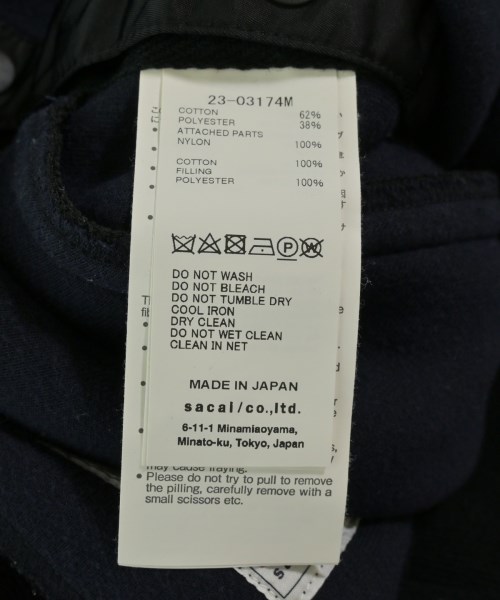 23-03174M
COTTON 62%
POLYESTER 38%
ATTACHED PARTS
NYLON 100%
COTTON 100%
FILLING
POLYESTER 100%
P
W
DO NOT WASH
DO NOT BLEACH
DO NOT TUMBLE DRY
COOL IRON
DRY CLEAN
DO NOT WET CLEAN
CLEAN IN NET
MADE IN JAPAN
sacai/co.,ltd.
6-11-1 Minamiaoyama,
Minato-ku, Tokyo, Japan
may cause fraying.
• Please do not try to pull to remove
the pilling, carefully remove with a
small scissors etc.